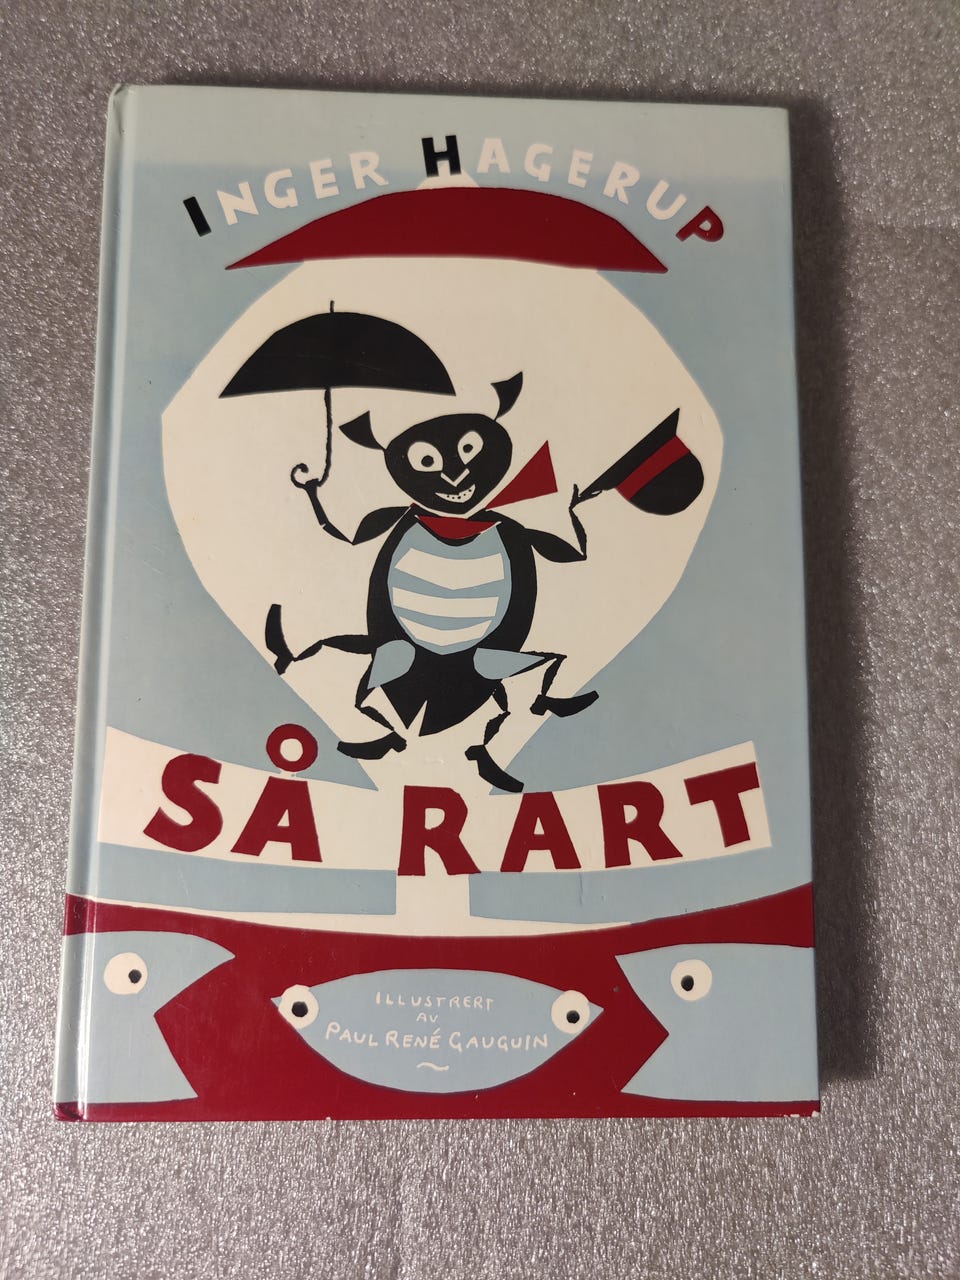 INGER HAGERUP
SÅ RART
ILLUSTRERT
AV
PAUL RENÉ GAUGUIN